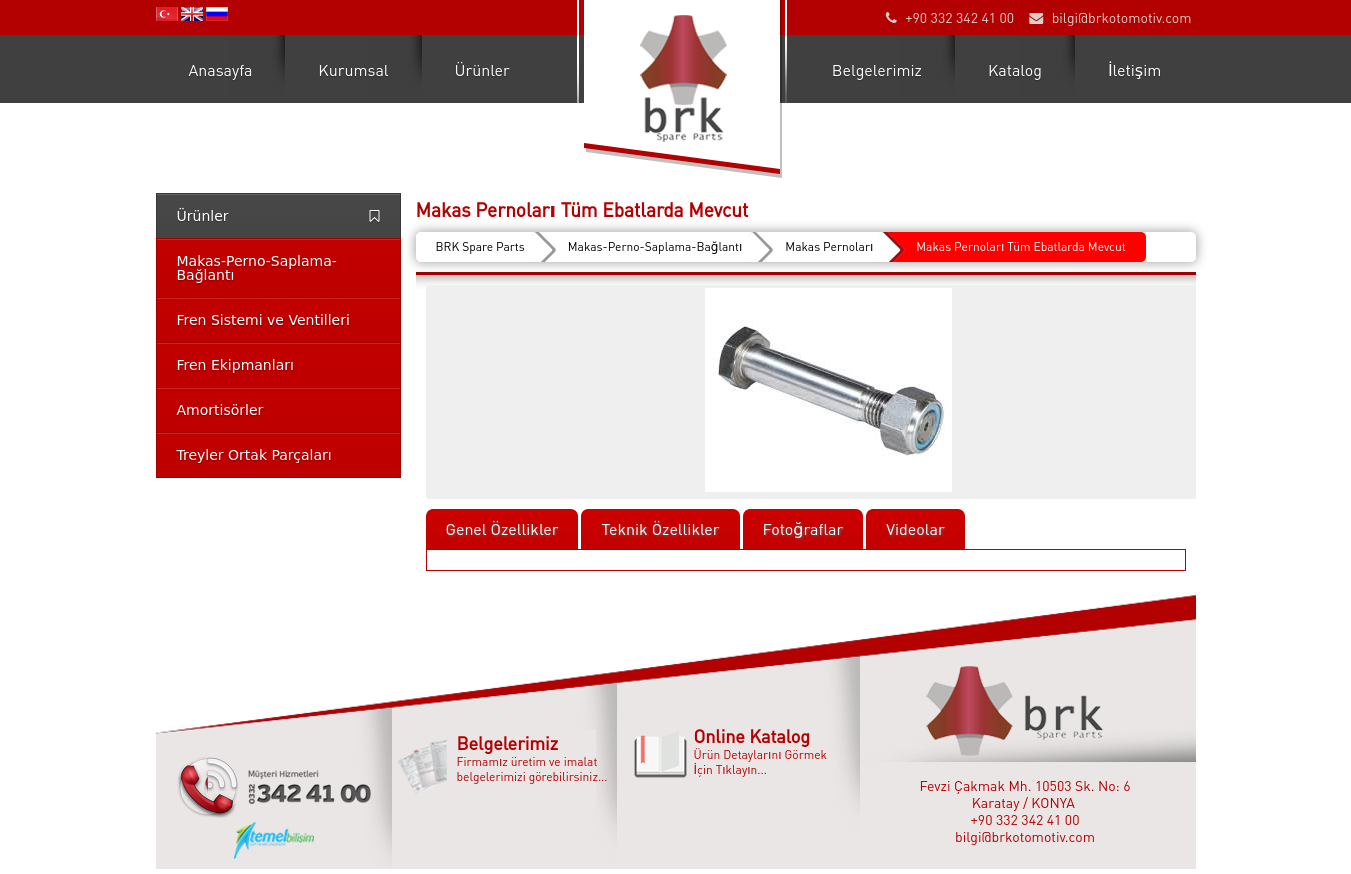 +90 332 342 41 00
bilgi@brkotomotiv.com
Anasayfa
Kurumsal
Ürünler
brk
Spare Parts
Belgelerimiz
Katalog
İletişim
Ürünler
Makas-Perno-Saplama-
Bağlantı
Fren Sistemi ve Ventilleri
Fren Ekipmanları
Amortisörler
Treyler Ortak Parçaları
Makas Pernoları Tüm Ebatlarda Mevcut
BRK Spare Parts
Makas-Perno-Saplama-Bağlantı
Makas Pernoları
Makas Pernoları Tüm Ebatlarda Mevcut
Genel Özellikler
Teknik Özellikler
Fotoğraflar
Videolar
Müşteri Hizmetleri
0332 342 41 00
temelbilişim
Belgelerimiz
Firmamız üretim ve imalat
belgelerimizi görebilirsiniz...
Online Katalog
Ürün Detaylarını Görmek
İçin Tıklayın...
brk
Spare Parts
Fevzi Çakmak Mh. 10503 Sk. No: 6
Karatay / KONYA
+90 332 342 41 00
bilgi@brkotomotiv.com